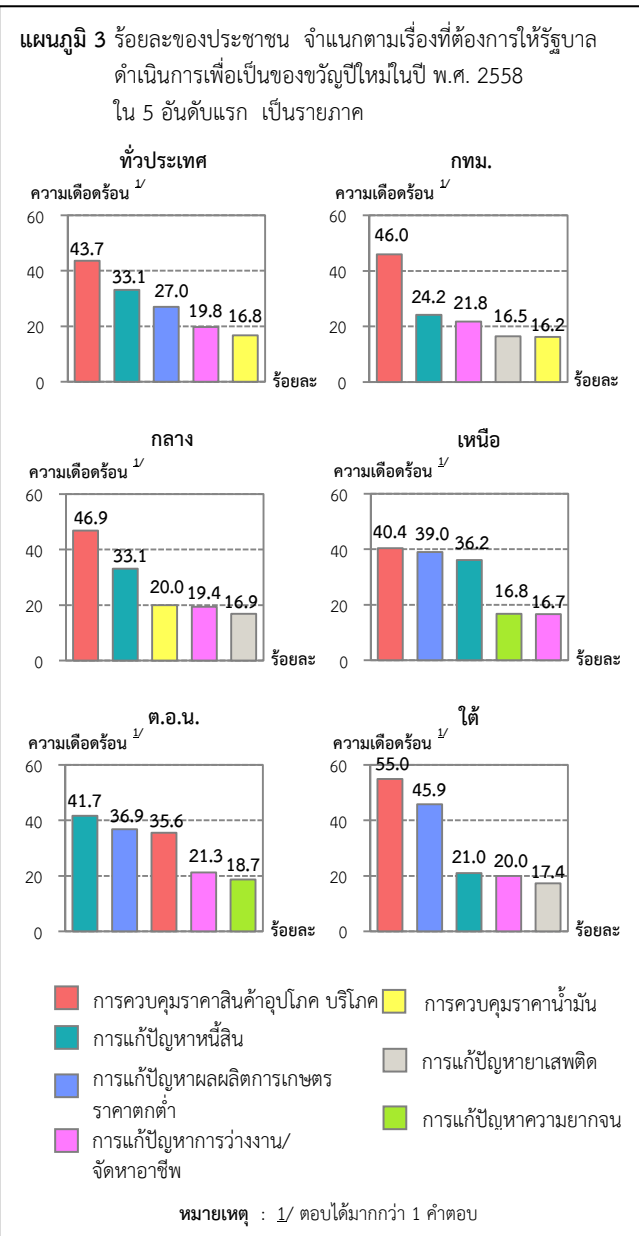 แผนภูมิ 3 ร้อยละของประชาชน จำแนกตามเรื่องที่ต้องการให้รัฐบาล
ดำเนินการเพื่อเป็นของขวัญปีใหม่ในปี พ.ศ. 2558
ใน 5 อันดับแรก เป็นรายภาค
ทั่วประเทศ
ความเดือดร้อน 1/
60
40
20
0
43.7
33.1
27.0
19.8
16.8
ร้อยละ
กทม.
ความเดือดร้อน 1/
60
40
20
0
46.0
24.2
21.8
16.5
16.2
ร้อยละ
กลาง
ความเดือดร้อน 1/
60
40
20
0
46.9
33.1
20.0
19.4
16.9
ร้อยละ
เหนือ
ความเดือดร้อน 1/
60
40
20
0
40.4
39.0
36.2
16.8
16.7
ร้อยละ
ต.อ.น.
ความเดือดร้อน 1/
60
40
20
0
41.7
36.9
35.6
21.3
18.7
ร้อยละ
ใต้
ความเดือดร้อน 1/
60
40
20
0
55.0
45.9
21.0
20.0
17.4
ร้อยละ
การควบคุมราคาสินค้าอุปโภค บริโภค
การแก้ปัญหาหนี้สิน
การแก้ปัญหาผลผลิตการเกษตร
ราคาตกต่ำ
การแก้ปัญหาการว่างงาน/
จัดหาอาชีพ
การควบคุมราคาน้ำมัน
การแก้ปัญหายาเสพติด
การแก้ปัญหาความยากจน
หมายเหตุ : 1/ ตอบได้มากกว่า 1 คำตอบ